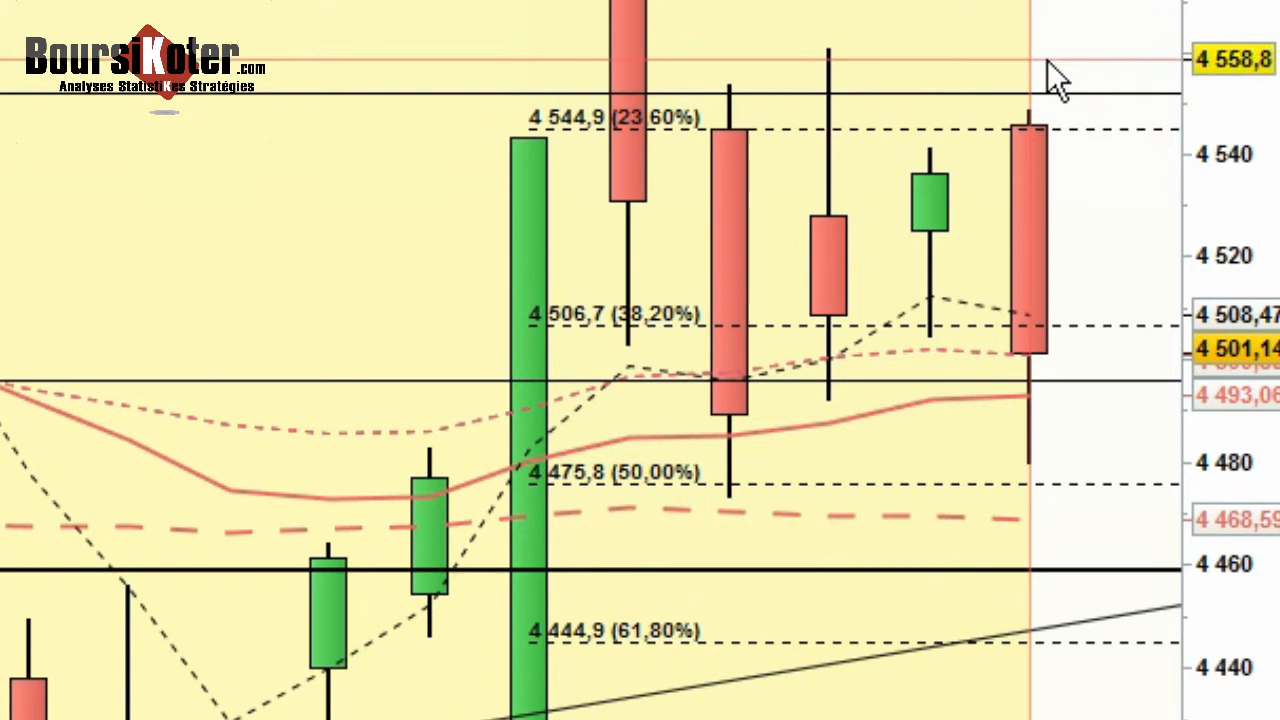 BoursiKoter.com
Analyses StatistiKes Stratégies
4 558,8
4 544,9 (23,60%)
4 540
4 520
4 506,7 (38,20%)
4 508,47
4 501,14
4 493,06
4 475,8 (50,00%)
4 480
4 468,59
4 460
4 444,9 (61,80%)
4 440